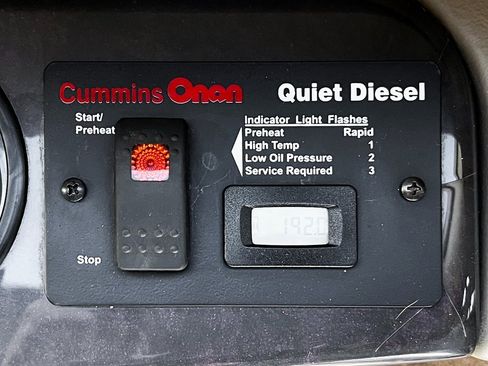 Cummins Onan Quiet Diesel
Start/
Preheat
Indicator Light Flashes
Preheat Rapid
High Temp 1
Low Oil Pressure 2
Service Required 3
192.0
Stop